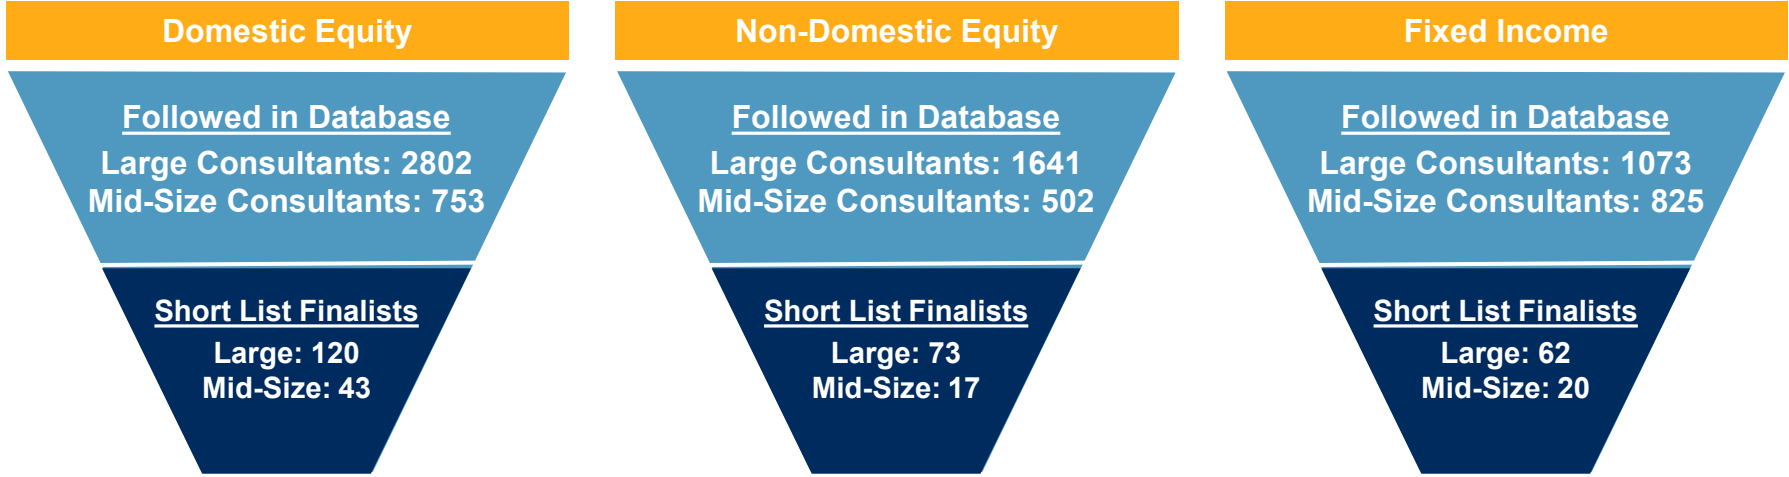 Domestic Equity
Followed in Database
Large Consultants: 2802
Mid-Size Consultants: 753
Short List Finalists
Large: 120
Mid-Size: 43
Non-Domestic Equity
Followed in Database
Large Consultants: 1641
Mid-Size Consultants: 502
Short List Finalists
Large: 73
Mid-Size: 17
Fixed Income
Followed in Database
Large Consultants: 1073
Mid-Size Consultants: 825
Short List Finalists
Large: 62
Mid-Size: 20